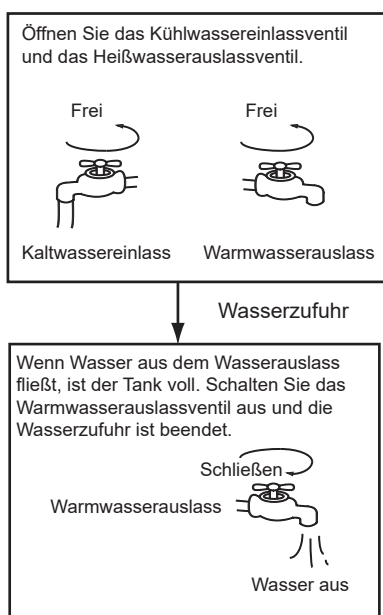 Öffnen Sie das Kühlwassereinlassventil
und das Heißwasserauslassventil.
Frei Frei
Kaltwassereinlass Warmwasserauslass
Wasserzufuhr
Wenn Wasser aus dem Wasserauslass
fließt, ist der Tank voll. Schalten Sie das
Warmwasserauslassventil aus und die
Wasserzufuhr ist beendet.
Schließen
Warmwasserauslass
Wasser aus